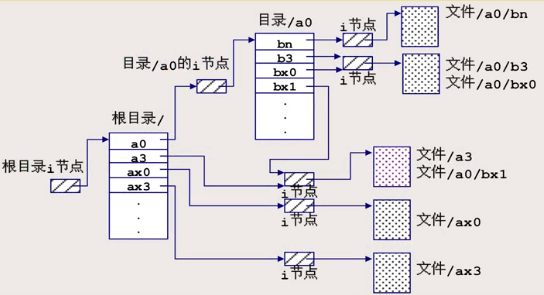 目录/a0
i节点
文件/a0/bn
bn
b3
bx0
bx1
.
.
.
目录/a0的i节点
i节点
文件/a0/b3
文件/a0/bx0
根目录/
a0
a3
ax0
ax3
.
.
.
根目录i节点
i节点
文件/a3
文件/a0/bx1
i节点
文件/ax0
i节点
文件/ax3